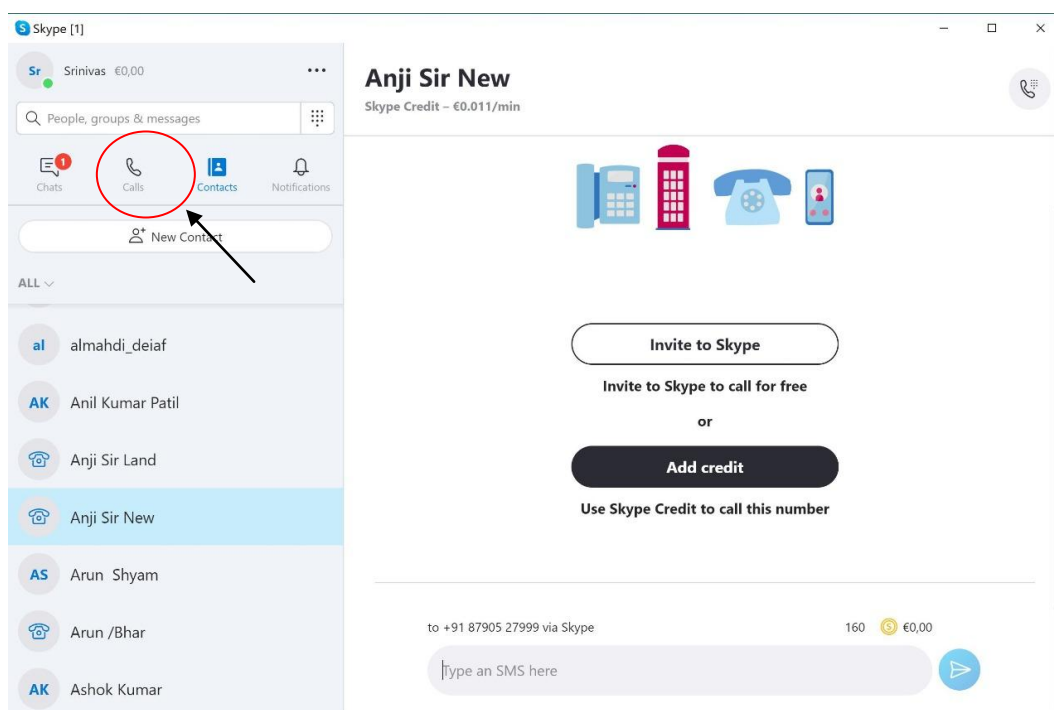 Skype [1]
Sr Srinivas €0,00
People, groups & messages
1
Chats Calls Contacts Notifications
New Contact
ALL
al almahdi_deiaf
AK Anil Kumar Patil
Anji Sir Land
Anji Sir New
AS Arun Shyam
Arun /Bhar
AK Ashok Kumar
Anji Sir New
Skype Credit – €0.011/min
Invite to Skype
Invite to Skype to call for free
or
Add credit
Use Skype Credit to call this number
to +91 87905 27999 via Skype 160 €0,00
Type an SMS here